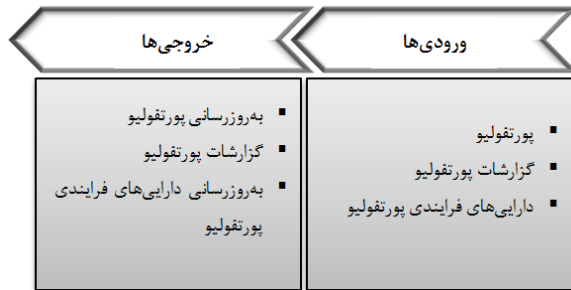 ورودی‌ها
▪ پورتفولیو
▪ گزارشات پورتفولیو
▪ دارایی‌های فرایندی پورتفولیو
خروجی‌ها
▪ به‌روزرسانی پورتفولیو
▪ گزارشات پورتفولیو
▪ به‌روزرسانی دارایی‌های فرایندی
پورتفولیو